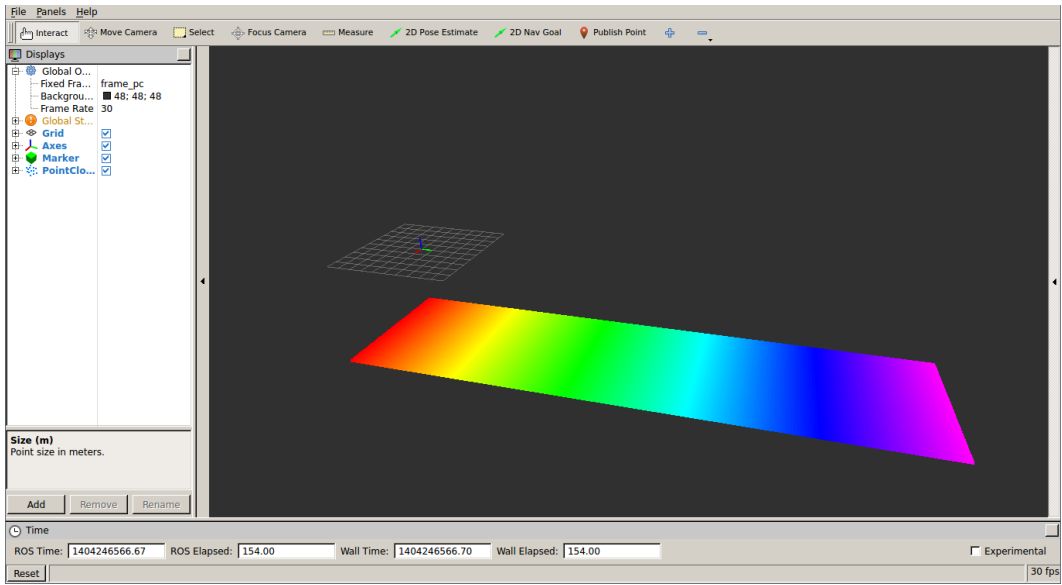 File Panels Help
Interact Move Camera Select Focus Camera Measure 2D Pose Estimate 2D Nav Goal Publish Point
Displays
Global O...
Fixed Fra... frame_pc
Backgrou... 48; 48; 48
Frame Rate 30
Global St...
Grid
Axes
Marker
PointClo...
Size (m)
Point size in meters.
Add Remove Rename
Time
ROS Time: 1404246566.67 ROS Elapsed: 154.00 Wall Time: 1404246566.70 Wall Elapsed: 154.00 Experimental
Reset 30 fps